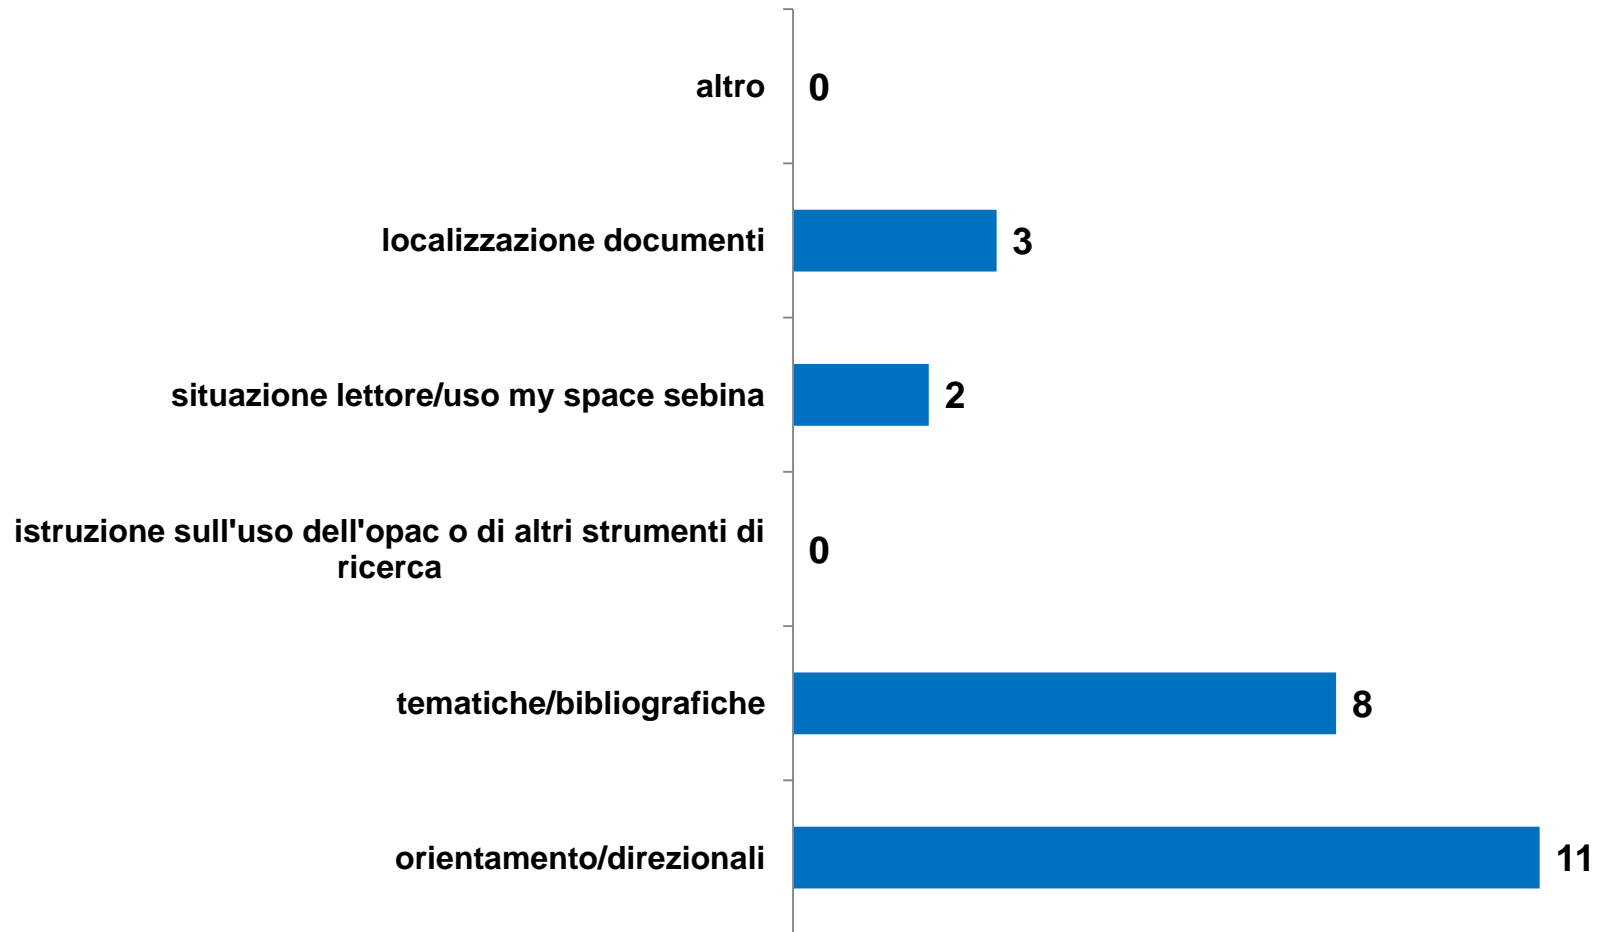 altro 0
localizzazione documenti 3
situazione lettore/uso my space sebina 2
istruzione sull'uso dell'opac o di altri strumenti di
ricerca 0
tematiche/bibliografiche 8
orientamento/direzionali 11